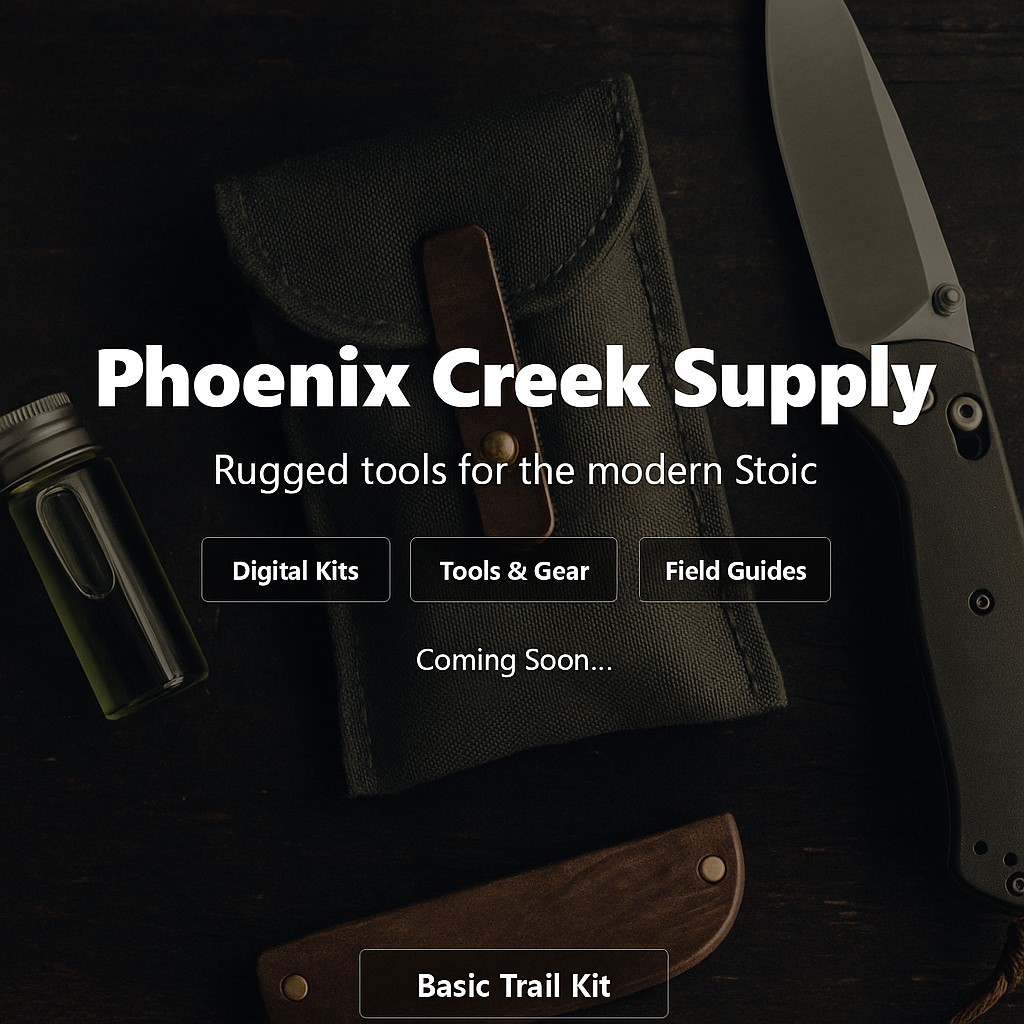 Phoenix Creek Supply
Rugged tools for the modern Stoic
Digital Kits Tools & Gear Field Guides
Coming Soon...
Basic Trail Kit